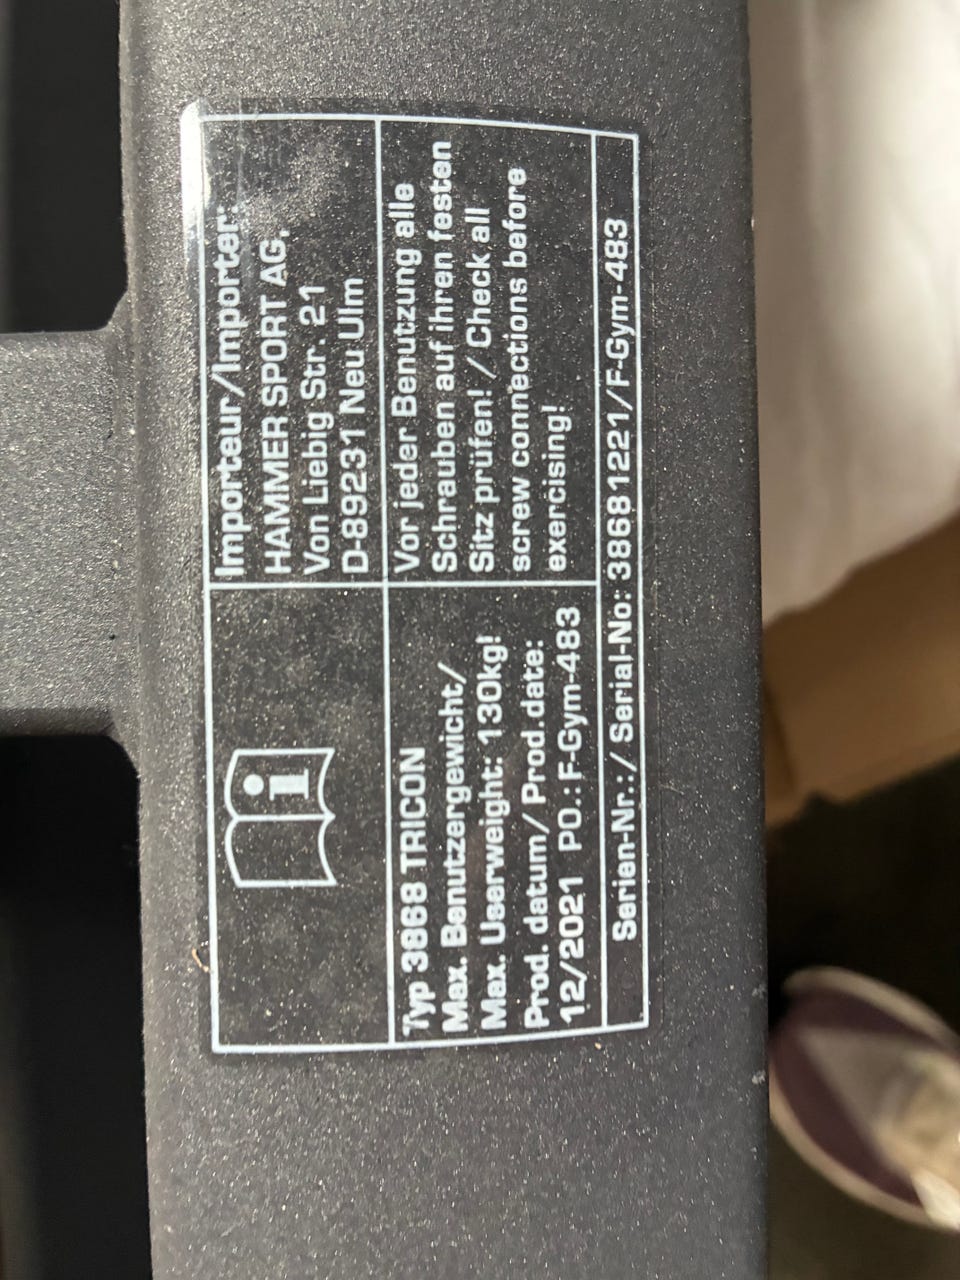 i
Importeur/Importer:
HAMMER SPORT AG,
Von Liebig Str. 21
D-89231 Neu Ulm
Typ 3868 TRICON
Max. Benutzergewicht/
Max. Userweight: 130kg!
Prod. datum/ Prod.date:
12/2021 PO.: F-Gym-483
Vor jeder Benutzung alle
Schrauben auf ihren festen
Sitz prüfen! / Check all
screw connections before
exercising!
Serien-Nr.:/ Serial-No: 38681221/F-Gym-483